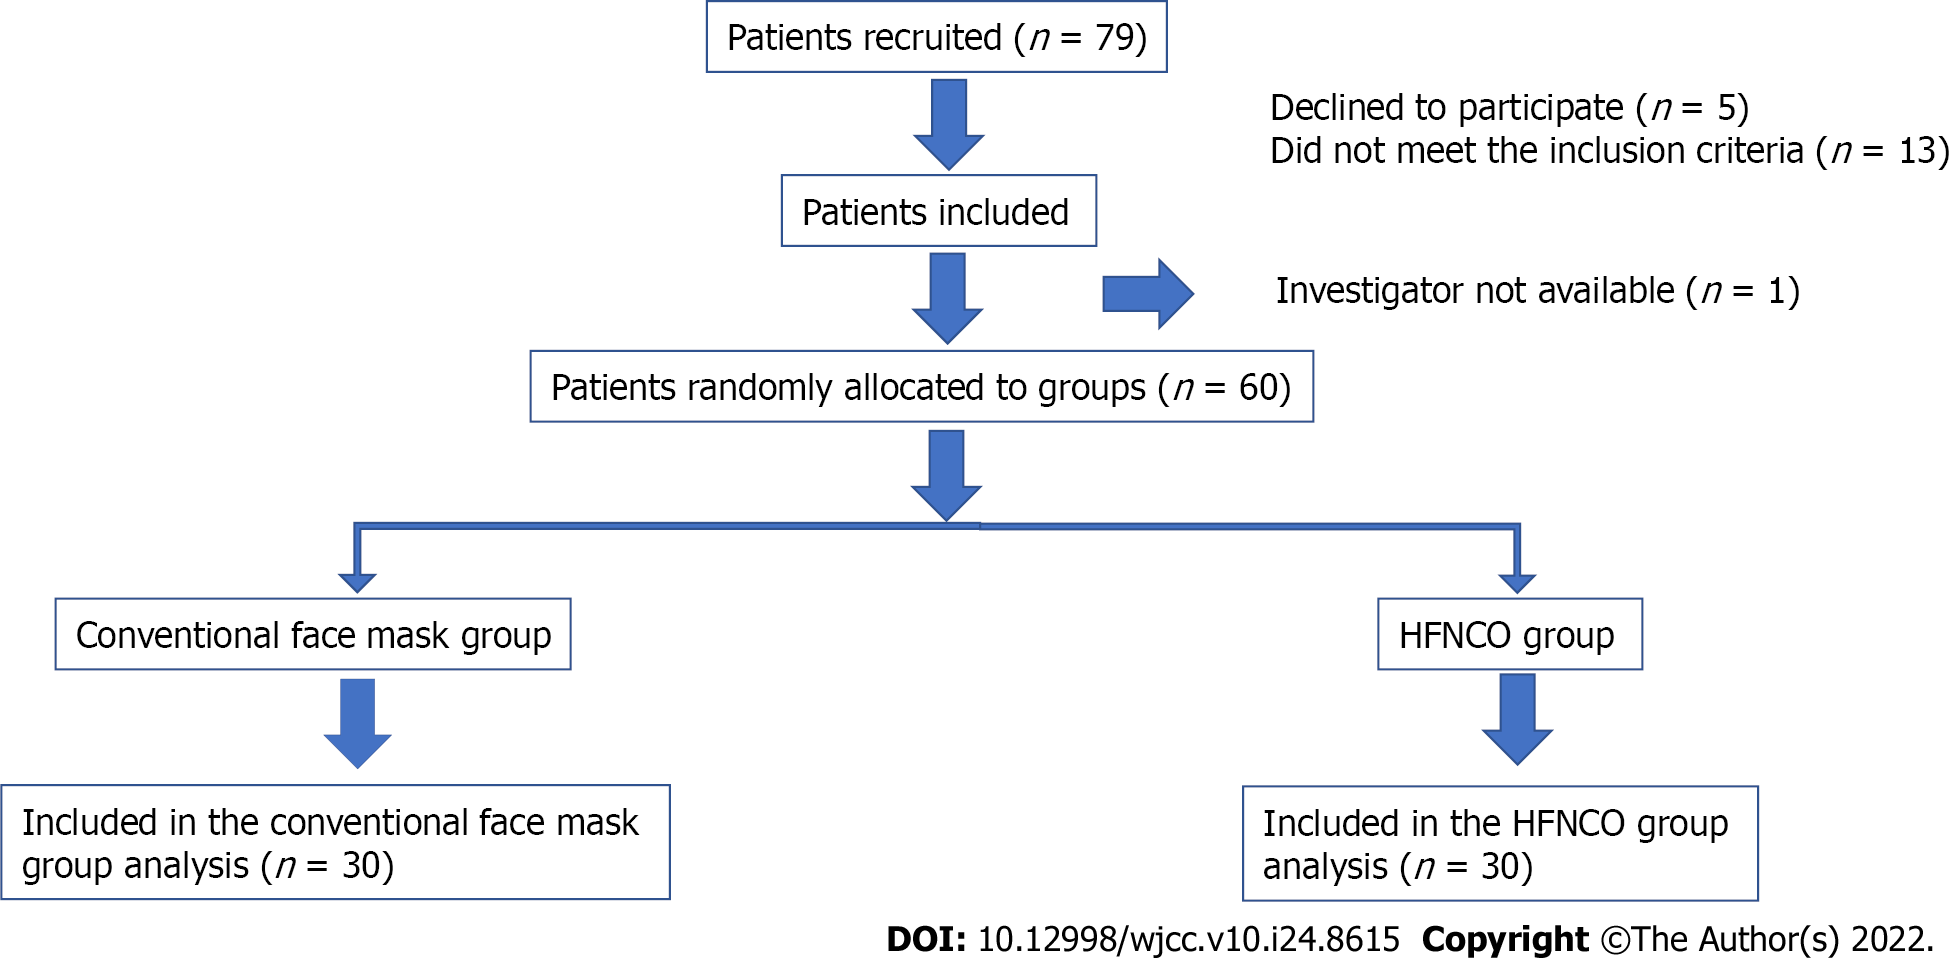 Patients recruited (n = 79)
Declined to participate (n = 5)
Did not meet the inclusion criteria (n = 13)
Patients included
Investigator not available (n = 1)
Patients randomly allocated to groups (n = 60)
Conventional face mask group
HFNCO group
Included in the conventional face mask
group analysis (n = 30)
Included in the HFNCO group
analysis (n = 30)
DOI: 10.12998/wjcc.v10.i24.8615 Copyright ©The Author(s) 2022.